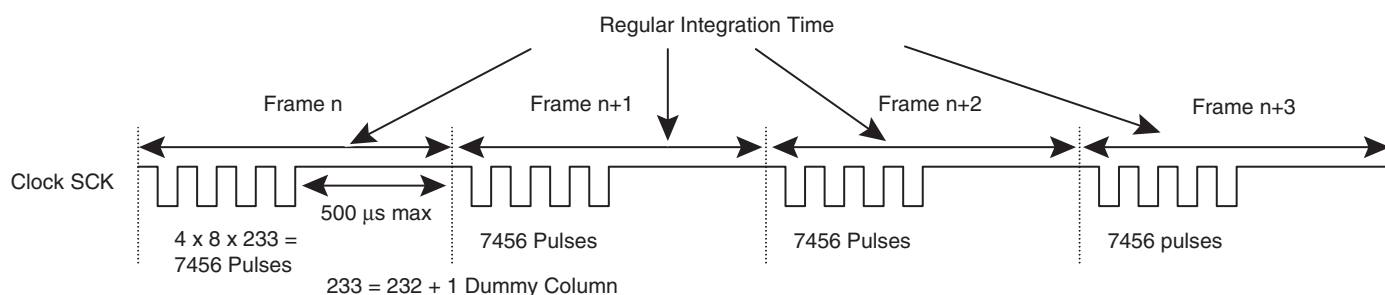 Regular Integration Time
Frame n
Frame n+1
Frame n+2
Frame n+3
Clock SCK
500 μs max
4 x 8 x 233 =
7456 Pulses
7456 Pulses
7456 Pulses
7456 pulses
233 = 232 + 1 Dummy Column